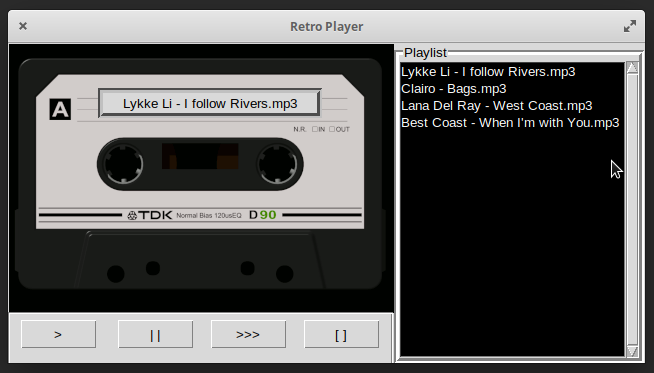 Retro Player
Playlist
A
Lykke Li - I follow Rivers.mp3
N.R. □IN □OUT
TDK Normal Bias 120usEQ D90
> | | >>> [ ]
Lykke Li - I follow Rivers.mp3
Clairo - Bags.mp3
Lana Del Ray - West Coast.mp3
Best Coast - When I'm with You.mp3